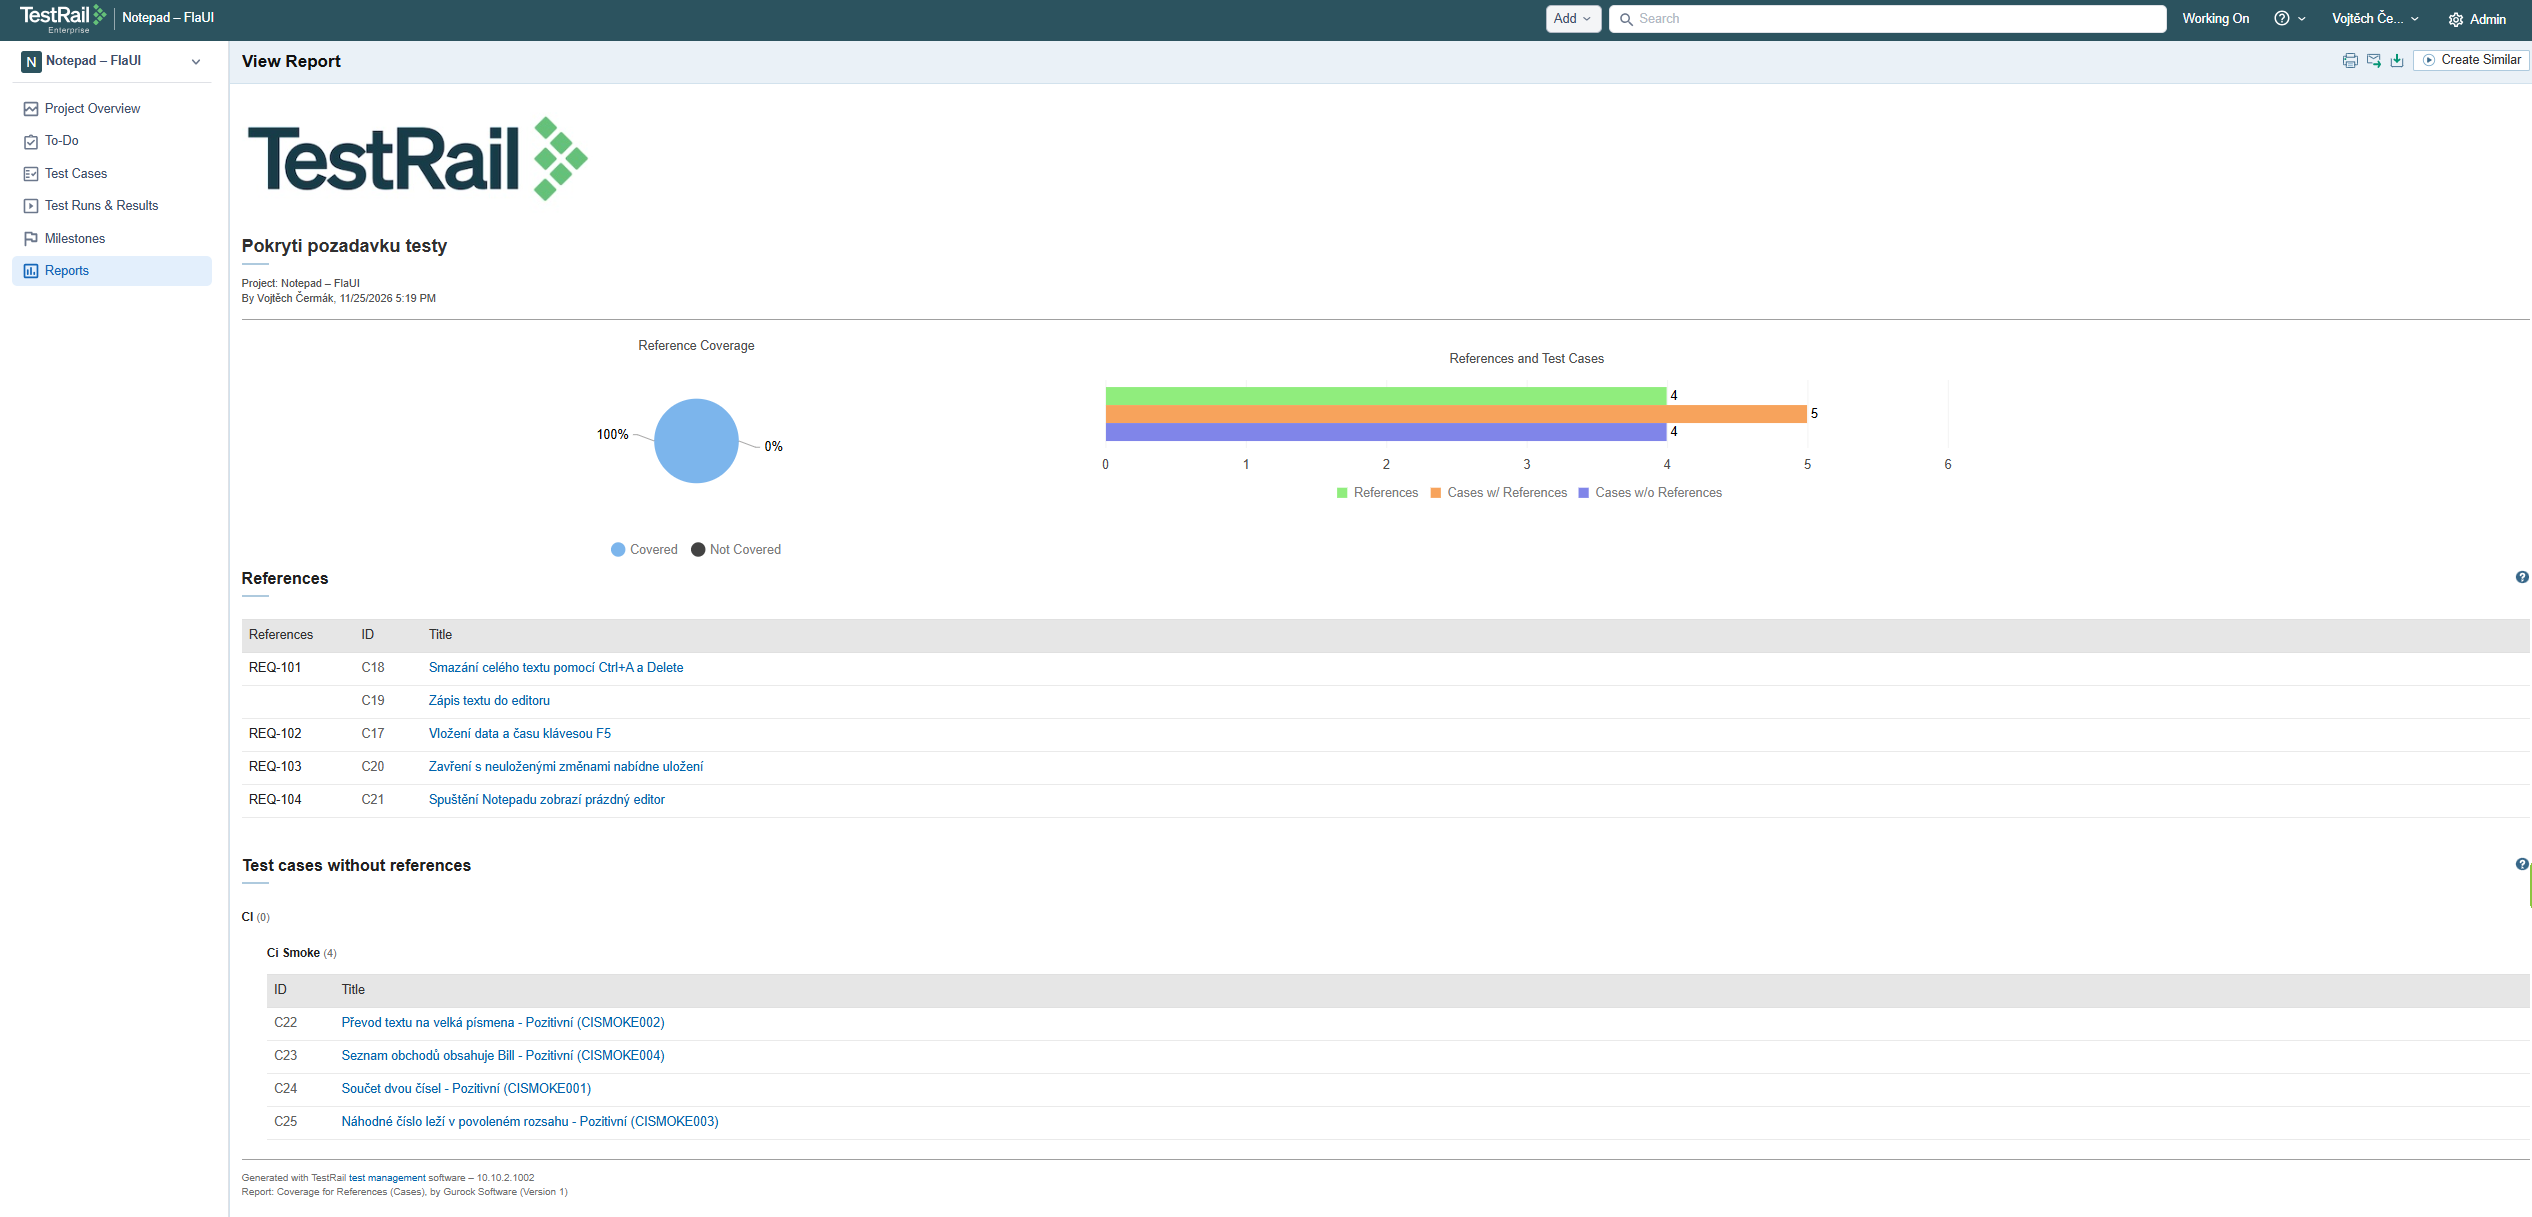 TestRail Enterprise Notepad – FlaUI
Add Search Working On Vojtěch Če... Admin
N Notepad – FlaUI
Project Overview
To-Do
Test Cases
Test Runs & Results
Milestones
Reports
View Report
Create Similar
TestRail
Pokryti pozadavku testy
Project: Notepad – FlaUI
By Vojtěch Čermák, 11/25/2026 5:19 PM
Reference Coverage
100%
0%
Covered Not Covered
References and Test Cases
4
5
4
0 1 2 3 4 5 6
References Cases w/ References Cases w/o References
References
References ID Title
REQ-101 C18 Smazání celého textu pomocí Ctrl+A a Delete
C19 Zápis textu do editoru
REQ-102 C17 Vložení data a času klávesou F5
REQ-103 C20 Zavření s neuloženými změnami nabídne uložení
REQ-104 C21 Spuštění Notepadu zobrazí prázdný editor
Test cases without references
CI (0)
Ci Smoke (4)
ID Title
C22 Převod textu na velká písmena - Pozitivní (CISMOKE002)
C23 Seznam obchodů obsahuje Bill - Pozitivní (CISMOKE004)
C24 Součet dvou čísel - Pozitivní (CISMOKE001)
C25 Náhodné číslo leží v povoleném rozsahu - Pozitivní (CISMOKE003)
Generated with TestRail test management software – 10.10.2.1002
Report: Coverage for References (Cases), by Gurock Software (Version 1)